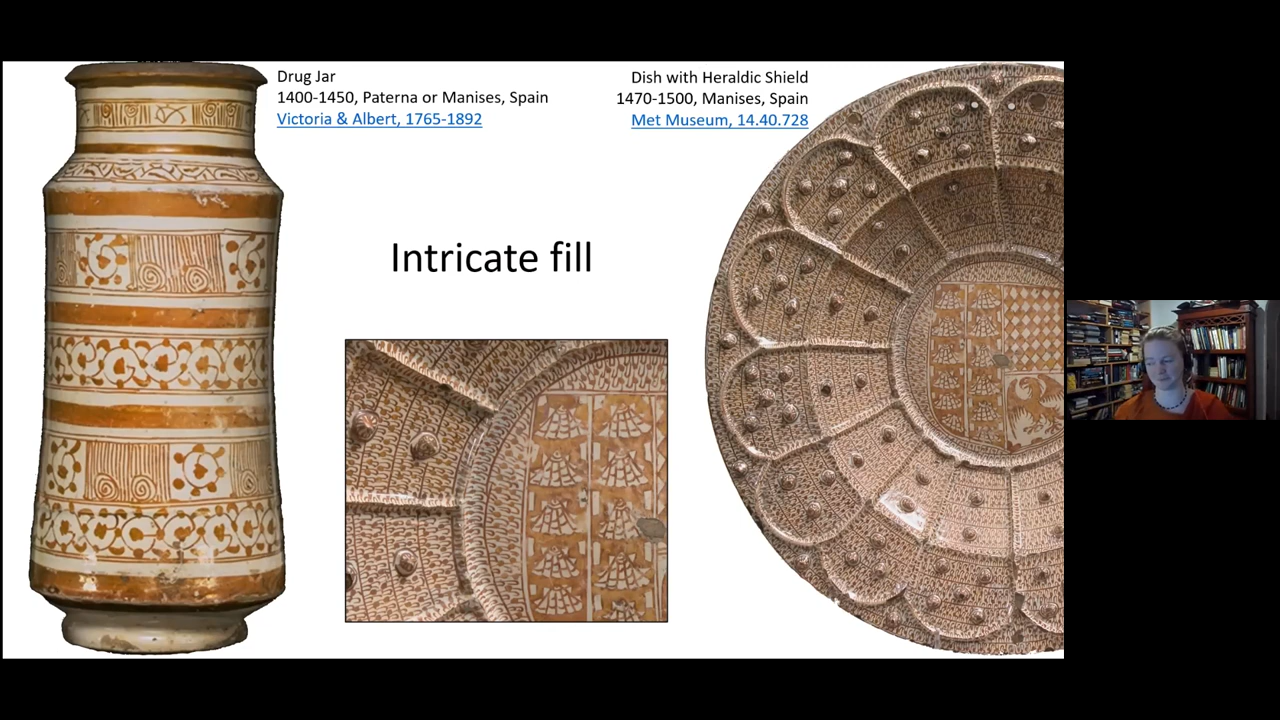 Drug Jar
1400-1450, Paterna or Manises, Spain
Victoria & Albert, 1765-1892
Dish with Heraldic Shield
1470-1500, Manises, Spain
Met Museum, 14.40.728
Intricate fill